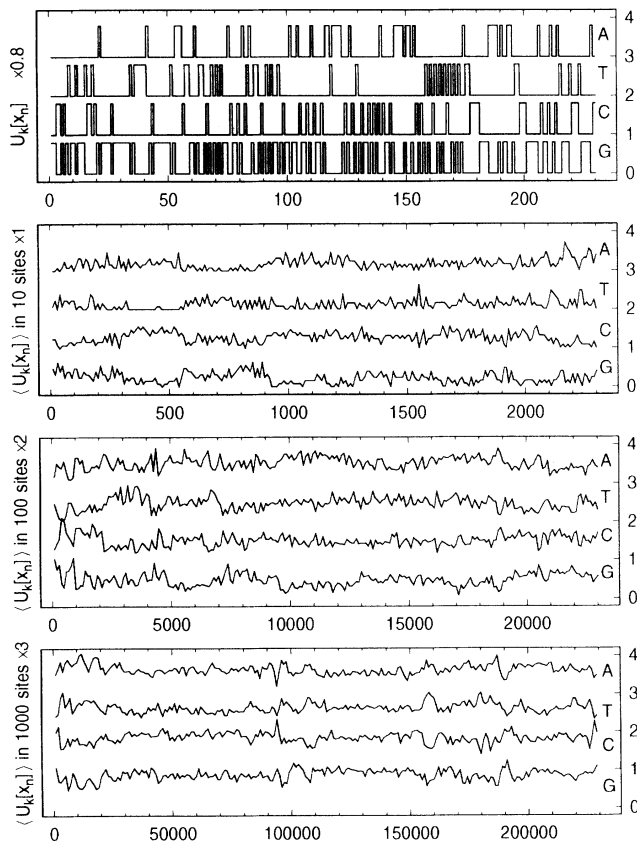 U_k[x_n] ×0.8
A
T
C
G
4
3
2
1
0
0 50 100 150 200
⟨U_k[x_n]⟩ in 10 sites ×1
A
T
C
G
4
3
2
1
0
0 500 1000 1500 2000
⟨U_k[x_n]⟩ in 100 sites ×2
A
T
C
G
4
3
2
1
0
0 5000 10000 15000 20000
⟨U_k[x_n]⟩ in 1000 sites ×3
A
T
C
G
4
3
2
1
0
0 50000 100000 150000 200000